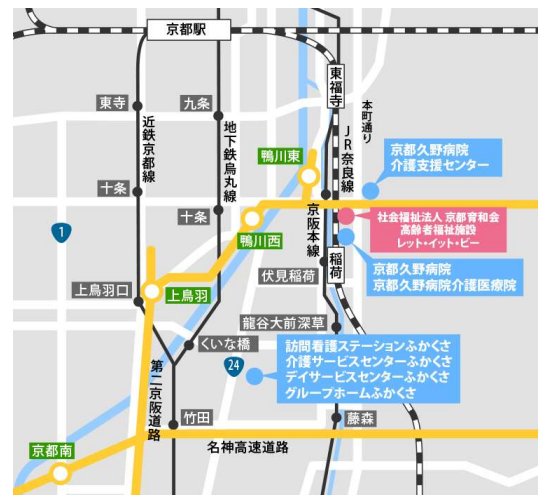 京都駅
東寺
九条
近鉄京都線
地下鉄烏丸線
東福寺
JR奈良線
本町通り
鴨川東
京都久野病院
介護支援センター
十条
十条
1
鴨川西
京阪本線
社会福祉法人 京都育和会
高齢者福祉施設
レット・イット・ビー
稲荷
伏見稲荷
京都久野病院
京都久野病院介護医療院
上鳥羽口
上鳥羽
龍谷大前深草
くいな橋
24
訪問看護ステーションふかくさ
介護サービスセンターふかくさ
デイサービスセンターふかくさ
グループホームふかくさ
第二京阪道路
竹田
藤森
名神高速道路
京都南